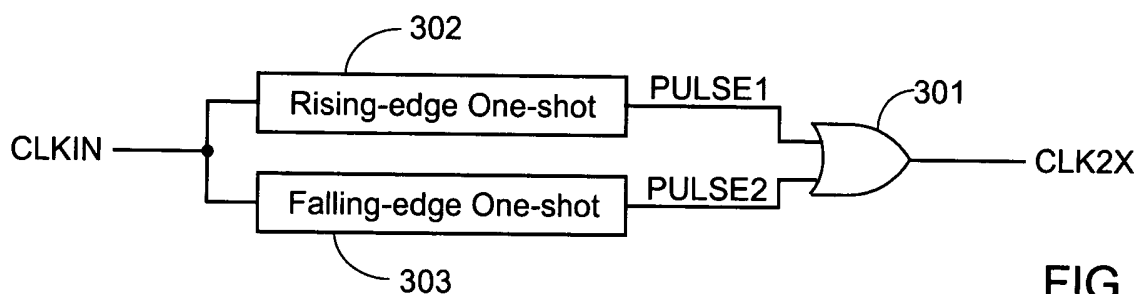 302
Rising-edge One-shot
PULSE1
301
CLKIN
CLK2X
Falling-edge One-shot
PULSE2
303
FIG